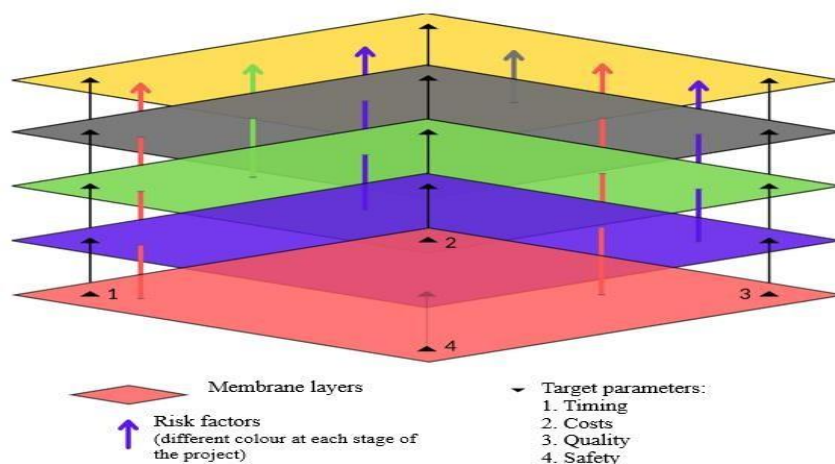 2
1
3
4
Membrane layers
Risk factors
(different colour at each stage of
the project)
Target parameters:
1. Timing
2. Costs
3. Quality
4. Safety